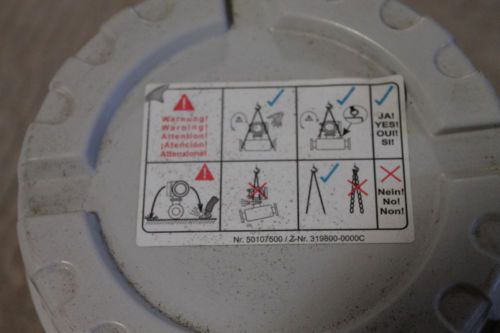 Warnung!
Warning!
Attention!
¡Atención!
Attenzione!
JA!
YES!
OUI!
SI!
Nein!
No!
Non!
Nr. 50107500 / Z-Nr. 319800-0000C